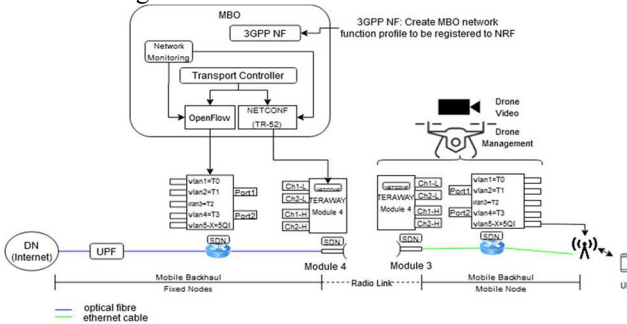 MBO
3GPP NF
3GPP NF: Create MBO network
function profile to be registered to NRF
Network
Monitoring
Transport Controller
OpenFlow
NETCONF
(TR-52)
Drone
Video
Drone
Management
vlan1=T0
vlan2=T1
vlan3=T2
vlan4=T3
vlan5-X=5QI
Port1
Port2
Ch1-L
Ch2-L
Ch1-H
Ch2-H
NETCONF
TERAWAY
Module 4
NETCONF
TERAWAY
Module 4
Ch1-L
Ch2-L
Ch1-H
Ch2-H
Port1
Port2
vlan1=T0
vlan2=T1
vlan3=T2
vlan4=T3
vlan5-X=5QI
DN
(Internet)
UPF
SDN
SDN
Module 4
SDN
Module 3
SDN
Mobile Backhaul
Fixed Nodes
Radio Link
Mobile Backhaul
Mobile Node
optical fibre
ethernet cable